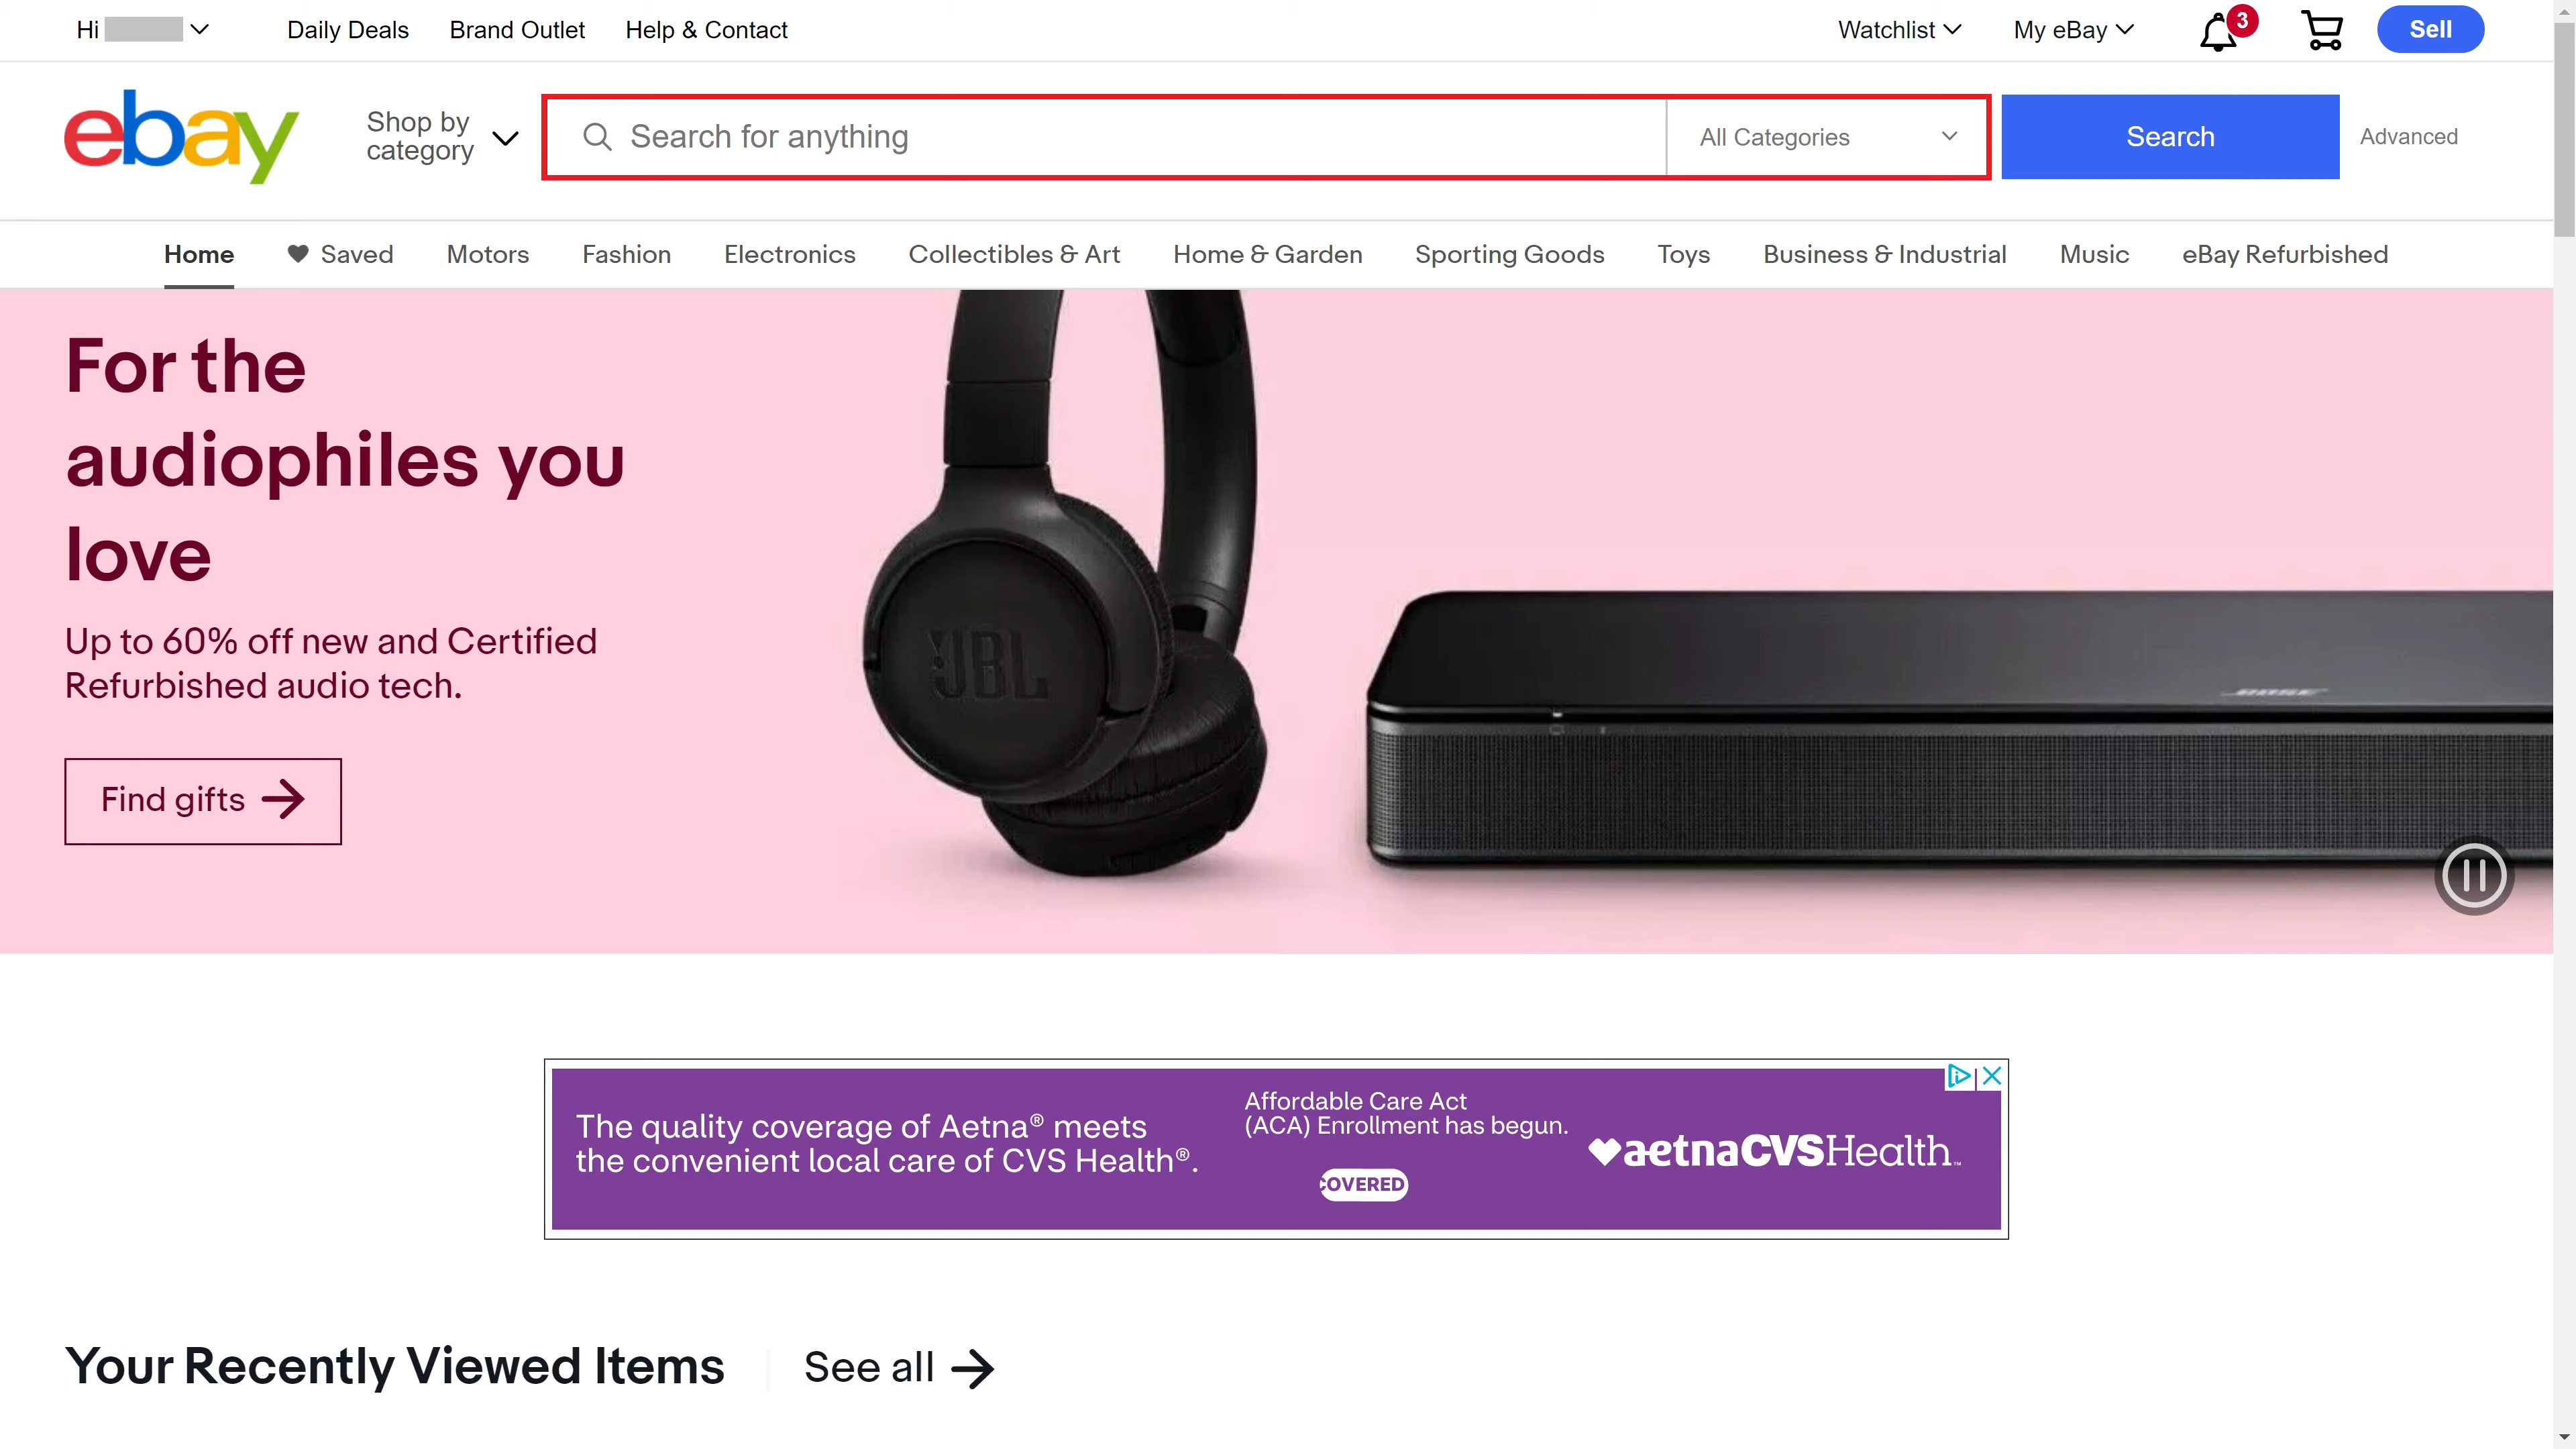 Hi
Daily Deals
Brand Outlet
Help & Contact
Watchlist
My eBay
3
Sell
ebay
Shop by
category
Search for anything
All Categories
Search
Advanced
Home
Saved
Motors
Fashion
Electronics
Collectibles & Art
Home & Garden
Sporting Goods
Toys
Business & Industrial
Music
eBay Refurbished
For the
audiophiles you
love
Up to 60% off new and Certified
Refurbished audio tech.
Find gifts
JBL
BOSE
The quality coverage of Aetna® meets
the convenient local care of CVS Health®.
Affordable Care Act
(ACA) Enrollment has begun.
COVERED
aetna CVSHealth™
Your Recently Viewed Items
See all